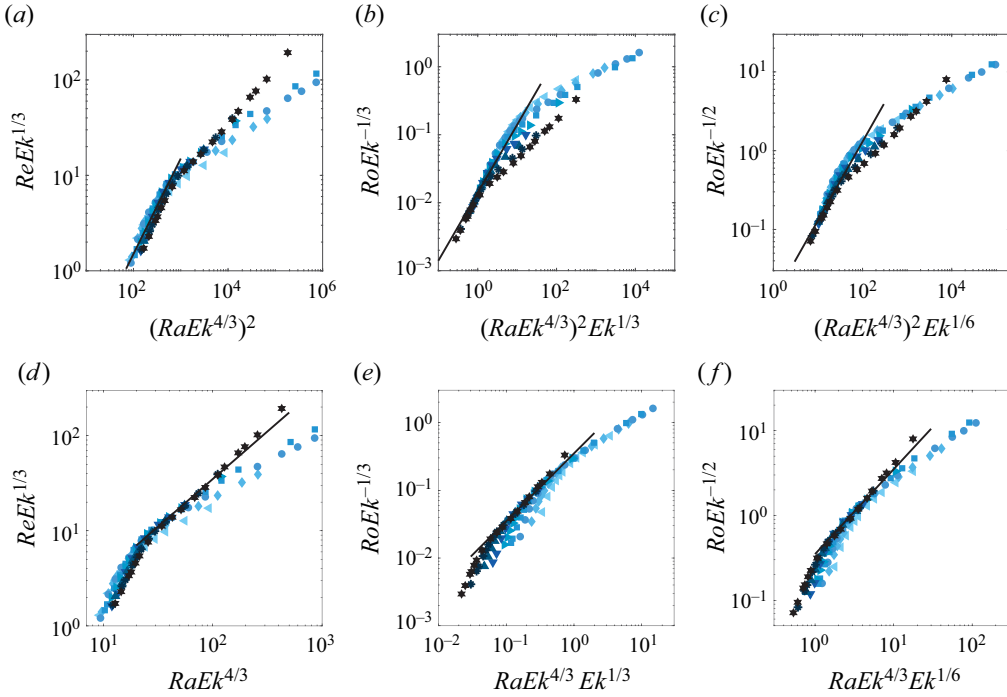 (a)
(b)
(c)
10^2
10^1
10^0
ReEk^{1/3}
10^2
10^4
10^6
(RaEk^{4/3})^2
10^0
10^{-1}
10^{-2}
10^{-3}
RoEk^{-1/3}
10^0
10^2
10^4
(RaEk^{4/3})^2Ek^{1/3}
10^1
10^0
10^{-1}
RoEk^{-1/2}
10^0
10^2
10^4
(RaEk^{4/3})^2Ek^{1/6}
(d)
(e)
(f)
10^2
10^1
10^0
ReEk^{1/3}
10^1
10^2
10^3
RaEk^{4/3}
10^0
10^{-1}
10^{-2}
10^{-3}
RoEk^{-1/3}
10^{-2}
10^{-1}
10^0
10^1
RaEk^{4/3} Ek^{1/3}
10^1
10^0
10^{-1}
RoEk^{-1/2}
10^0
10^1
10^2
RaEk^{4/3}Ek^{1/6}